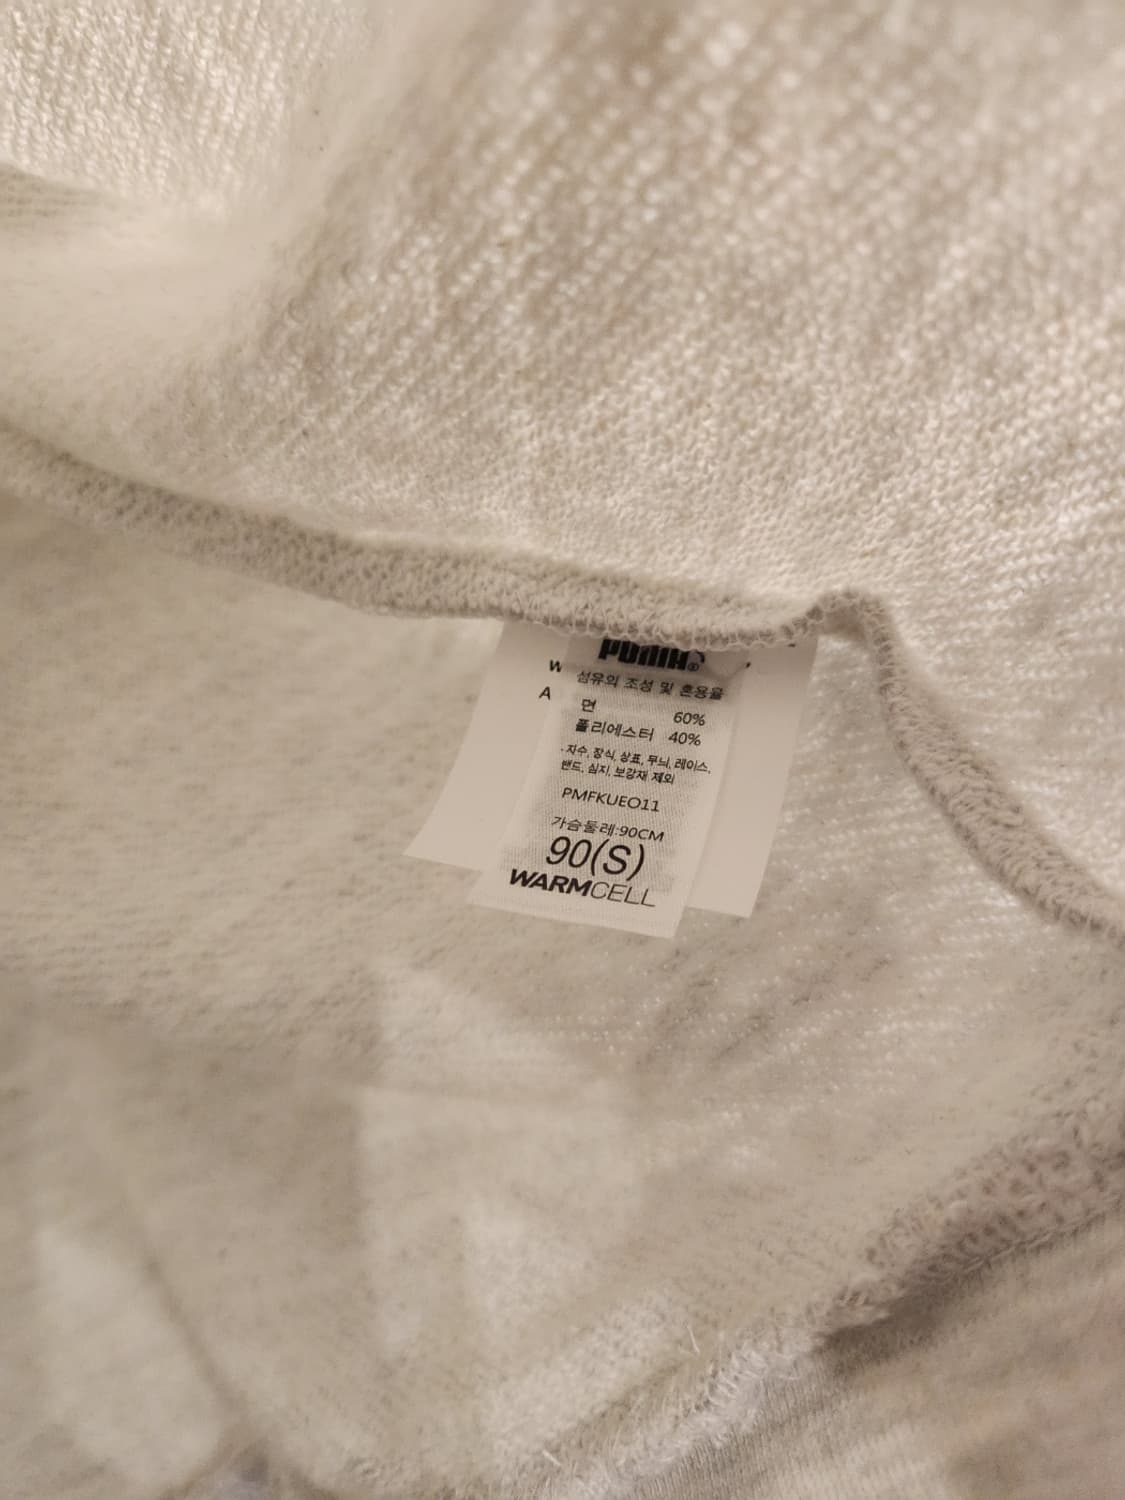 PUMA®
W
섬유의 조성 및 혼용율
A
면 60%
폴리에스터 40%
·자수, 장식, 상표, 무늬, 레이스,
밴드, 심지, 보강재 제외
PMFKUEO11
가슴둘레:90CM
90(S)
WARMCELL